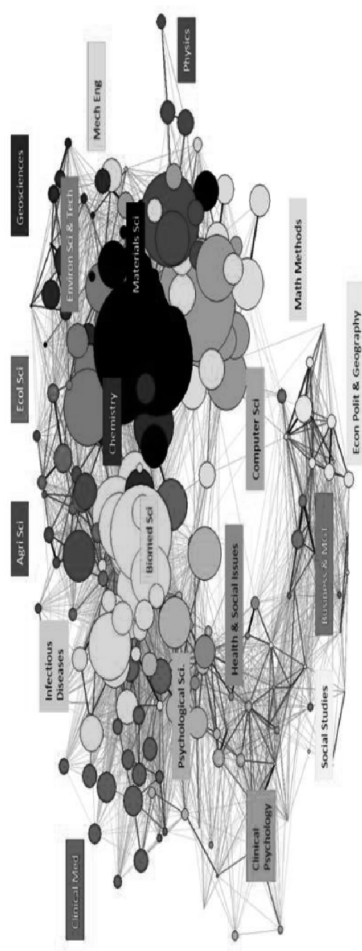 Physics
Mech Eng
Geosciences
Environ Sci & Tech
Materials Sci
Math Methods
Econ Polit & Geography
Ecol Sci
Chemistry
Computer Sci
Agri Sci
Biomed Sci
Business & MGT
Health & Social Issues
Infectious
Diseases
Psychological Sci.
Social Studies
Clinical Med
Clinical
Psychology